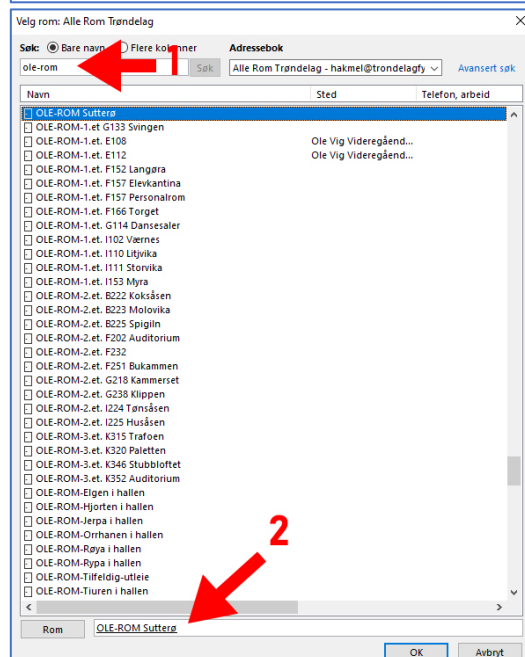 Velg rom: Alle Rom Trøndelag
Søk: Bare navn Flere kolonner Adressebok
ole-rom Søk Alle Rom Trøndelag - hakmel@trondelagfy Avansert søk
Navn Sted Telefon, arbeid
OLE-ROM Sutterø
OLE-ROM-1.et G133 Svingen
OLE-ROM-1.et. E108 Ole Vig Videregåend...
OLE-ROM-1.et. E112 Ole Vig Videregåend...
OLE-ROM-1.et. F152 Langøra
OLE-ROM-1.et. F157 Elevkantina
OLE-ROM-1.et. F157 Personalrom
OLE-ROM-1.et. F166 Torget
OLE-ROM-1.et. G114 Dansesaler
OLE-ROM-1.et. I102 Værnes
OLE-ROM-1.et. I110 Litjvika
OLE-ROM-1.et. I111 Storvika
OLE-ROM-1.et. I153 Myra
OLE-ROM-2.et. B222 Koksåsen
OLE-ROM-2.et. B223 Molovika
OLE-ROM-2.et. B225 Spigiln
OLE-ROM-2.et. F202 Auditorium
OLE-ROM-2.et. F232
OLE-ROM-2.et. F251 Bukammen
OLE-ROM-2.et. G218 Kammerset
OLE-ROM-2.et. G238 Klippen
OLE-ROM-2.et. I224 Tønsåsen
OLE-ROM-2.et. I225 Husåsen
OLE-ROM-3.et. K315 Trafoen
OLE-ROM-3.et. K320 Paletten
OLE-ROM-3.et. K346 Stubbloftet
OLE-ROM-3.et. K352 Auditorium
OLE-ROM-Elgen i hallen
OLE-ROM-Hjorten i hallen
OLE-ROM-Jerpa i hallen
OLE-ROM-Orrhanen i hallen
OLE-ROM-Røya i hallen
OLE-ROM-Rypa i hallen
OLE-ROM-Tilfeldig-utleie
OLE-ROM-Tiuren i hallen
1
2
Rom OLE-ROM Sutterø
OK Avbryt